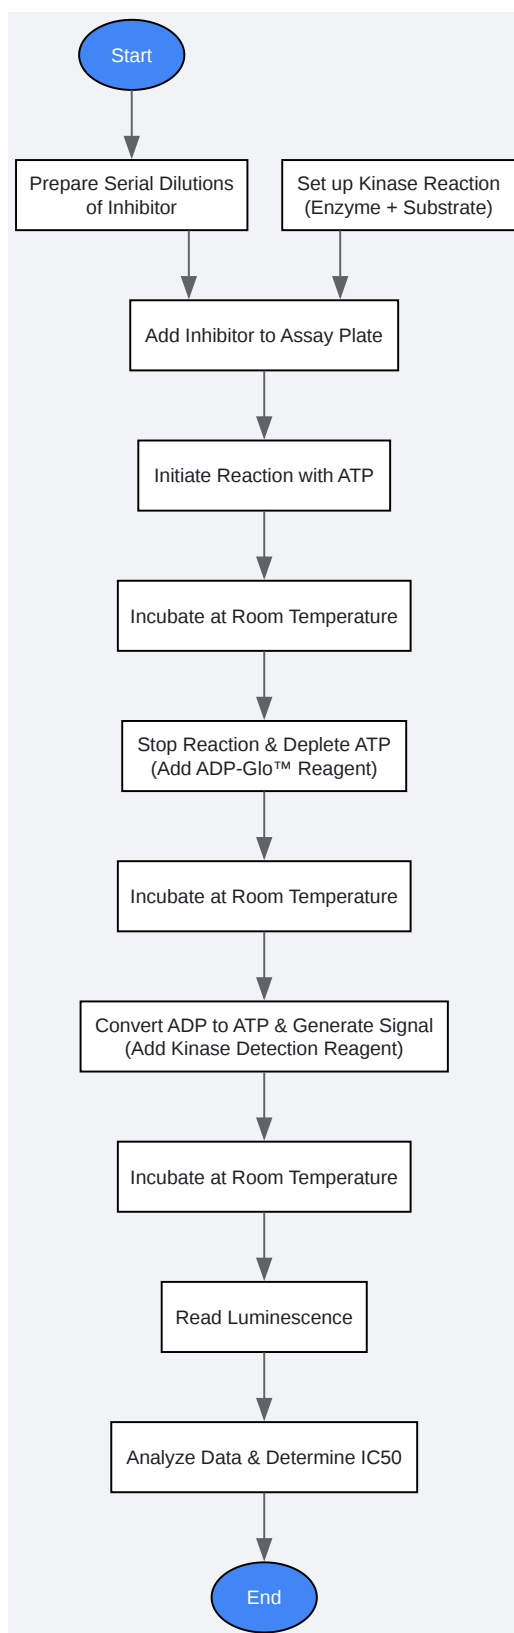 Start
Prepare Serial Dilutions
of Inhibitor
Set up Kinase Reaction
(Enzyme + Substrate)
Add Inhibitor to Assay Plate
Initiate Reaction with ATP
Incubate at Room Temperature
Stop Reaction & Deplete ATP
(Add ADP-Glo™ Reagent)
Incubate at Room Temperature
Convert ADP to ATP & Generate Signal
(Add Kinase Detection Reagent)
Incubate at Room Temperature
Read Luminescence
Analyze Data & Determine IC50
End